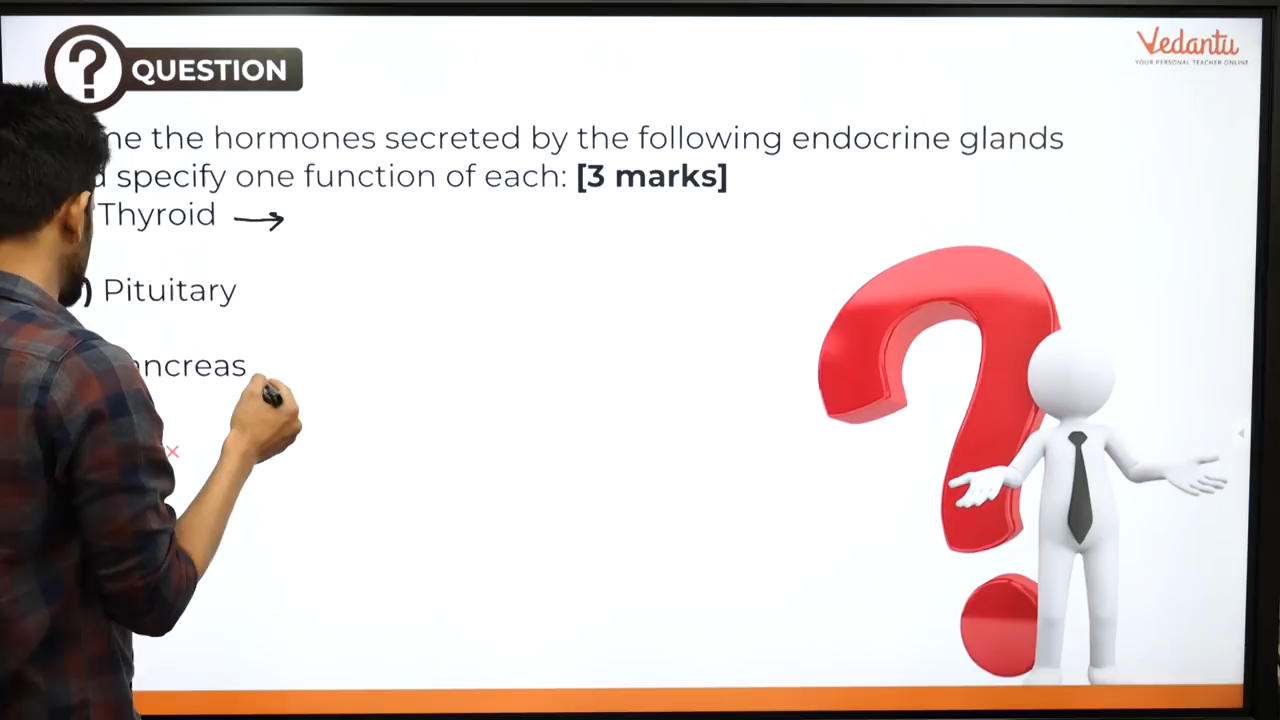 QUESTION
Vedantu
YOUR PERSONAL TEACHER ONLINE
the hormones secreted by the following endocrine glands
specify one function of each: [3 marks]
Thyroid →
) Pituitary